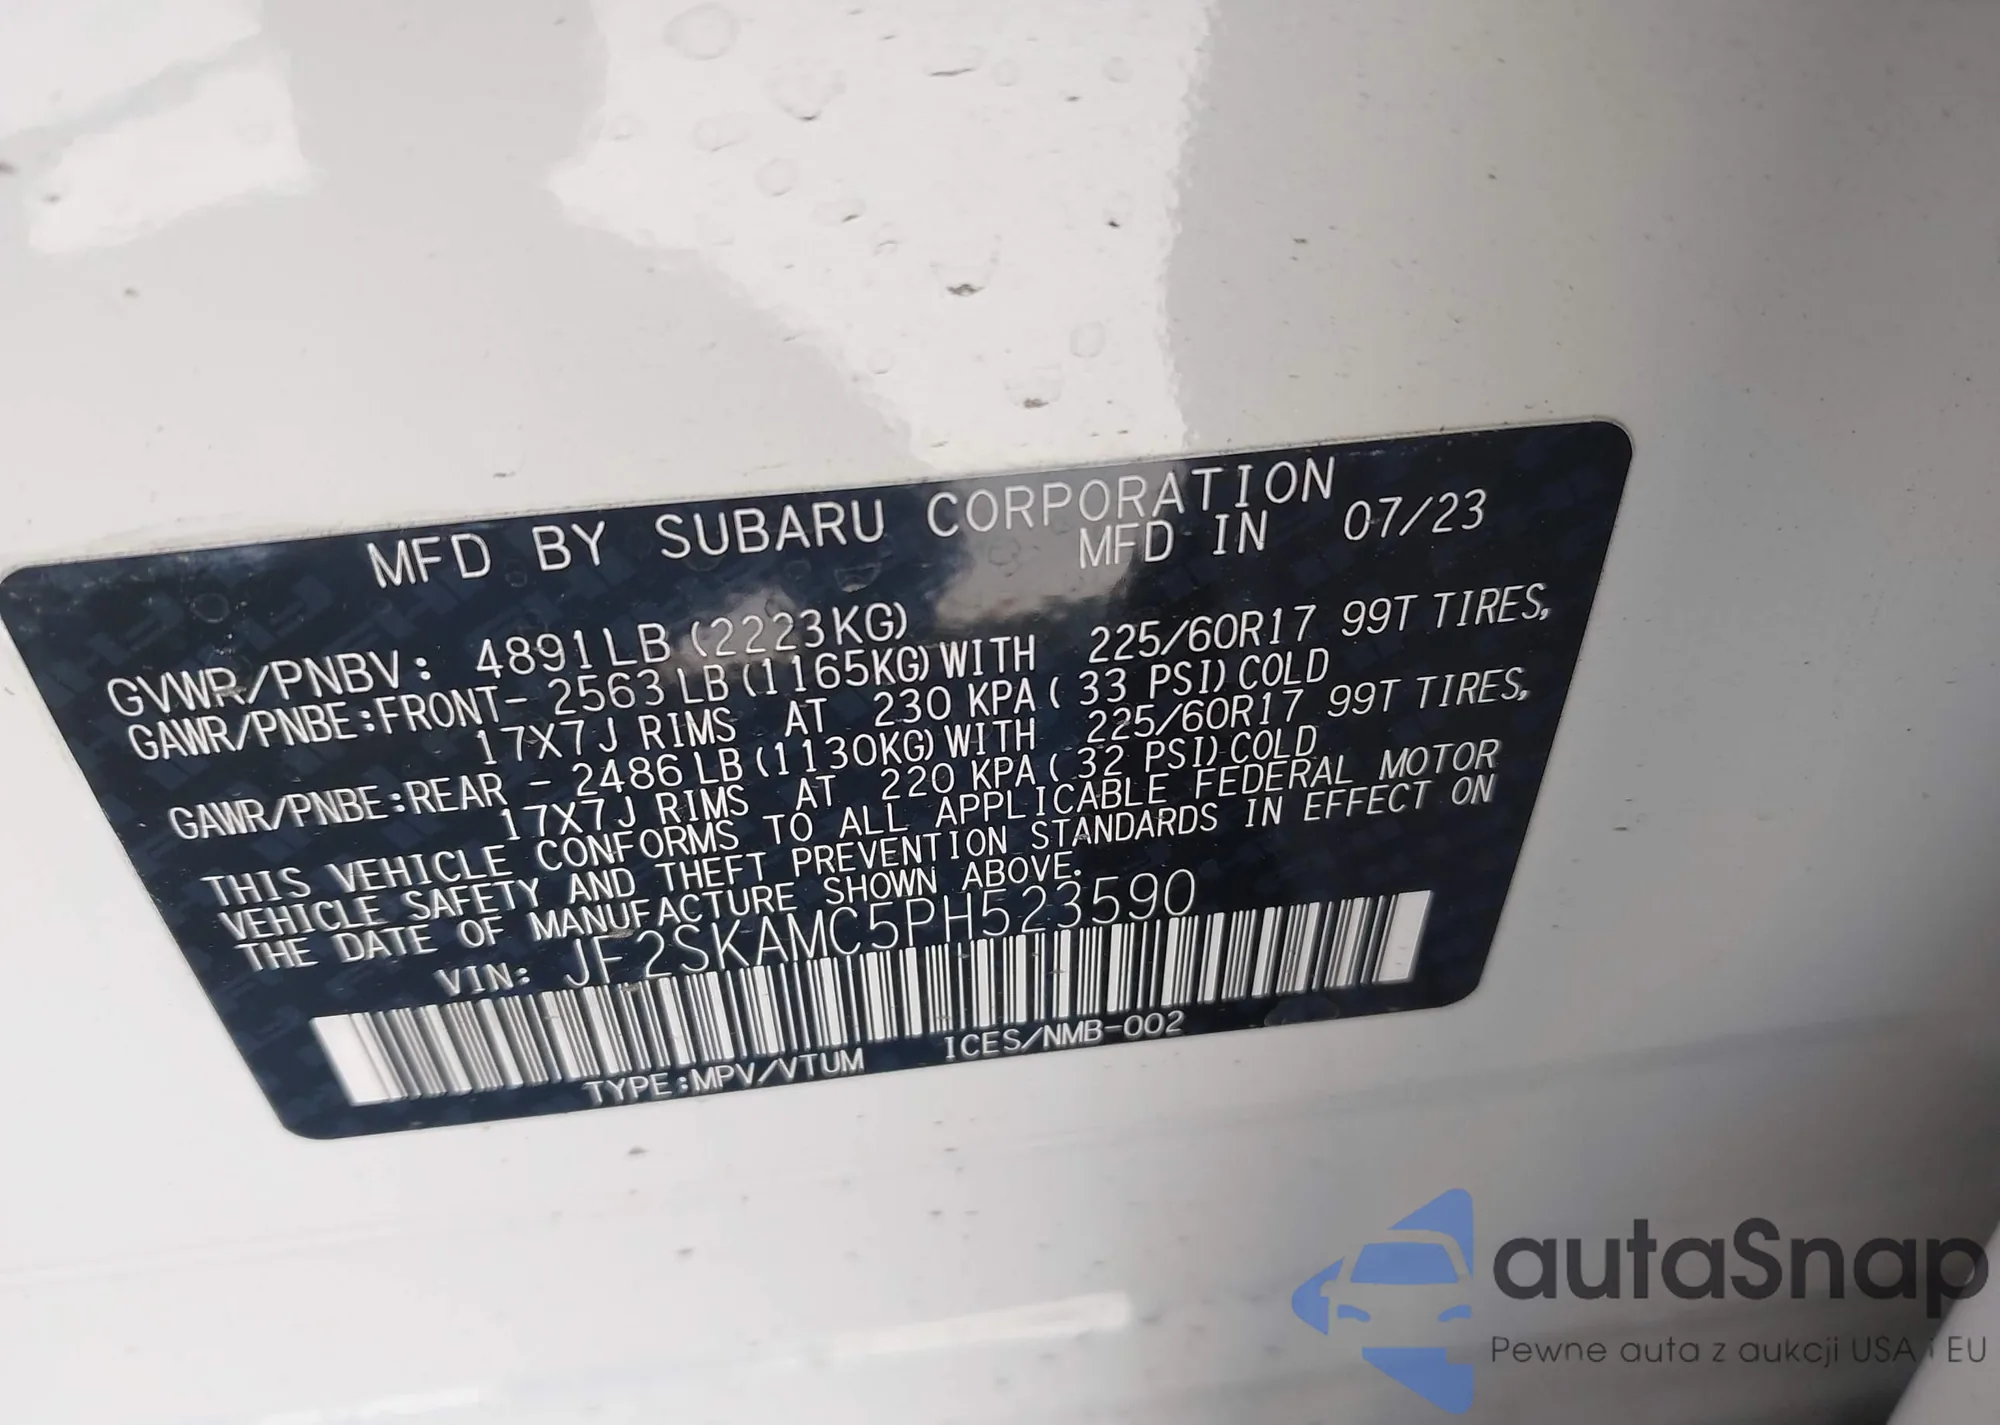 MFD BY SUBARU CORPORATION
MFD IN 07/23
GVWR/PNBV: 4891LB (2223KG)
GAWR/PNBE:FRONT- 2563LB(1165KG)WITH 225/60R17 99T TIRES,
17X7J RIMS AT 230 KPA( 33 PSI)COLD
GAWR/PNBE:REAR - 2486LB(1130KG)WITH 225/60R17 99T TIRES,
17X7J RIMS AT 220 KPA( 32 PSI)COLD
THIS VEHICLE CONFORMS TO ALL APPLICABLE FEDERAL MOTOR
VEHICLE SAFETY AND THEFT PREVENTION STANDARDS IN EFFECT ON
THE DATE OF MANUFACTURE SHOWN ABOVE.
VIN: JF2SKAMC5PH523590
TYPE:MPV/VTUM ICES/NMB-002
autaSnap
Pewne auta z aukcji USA i EU